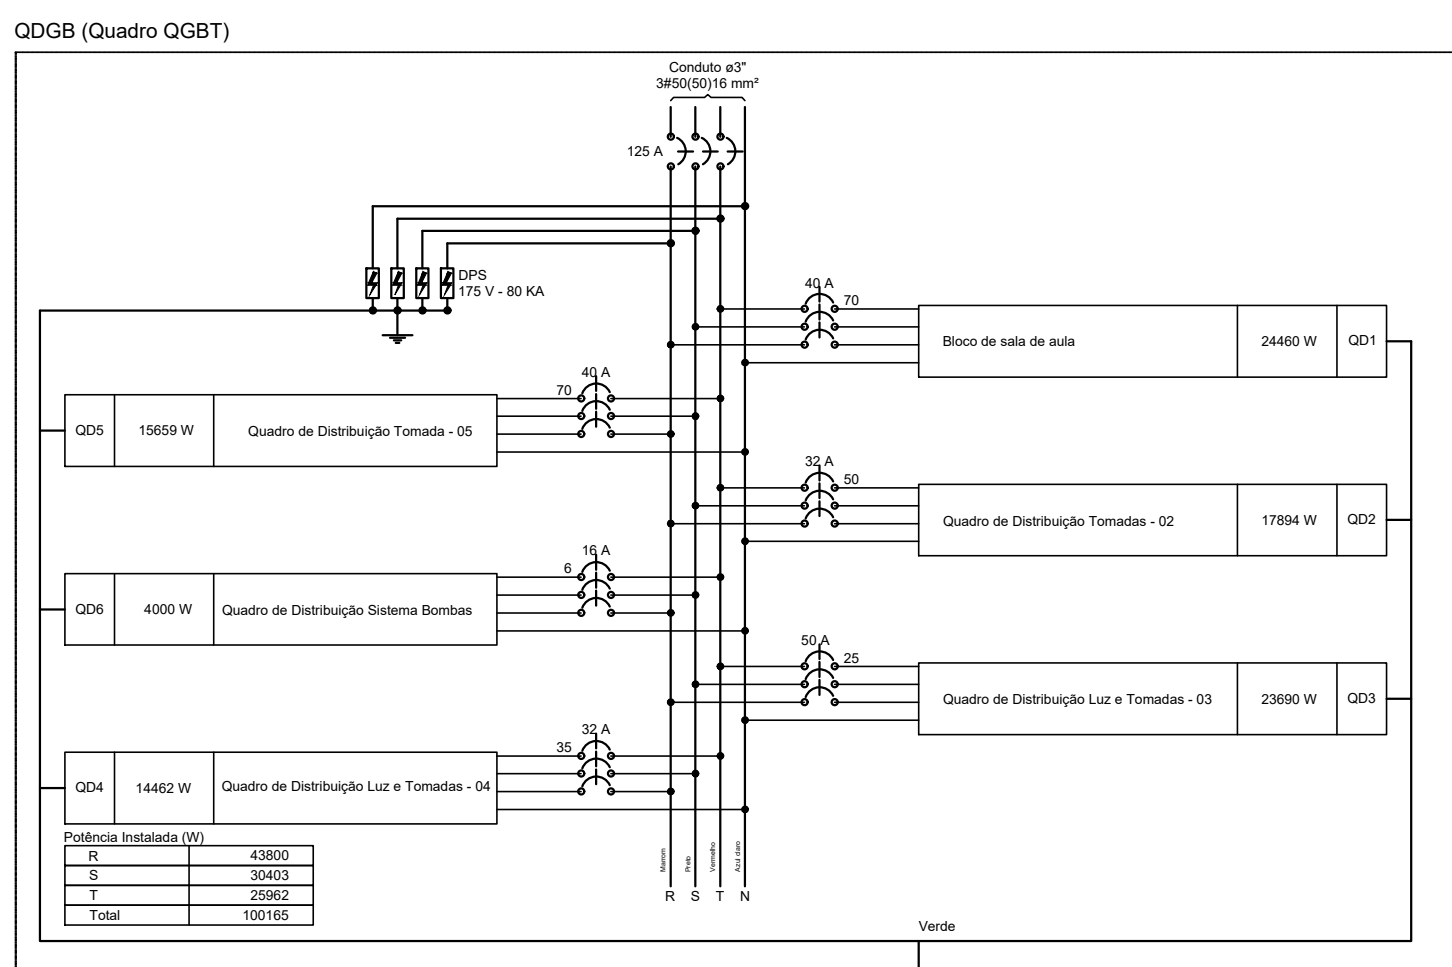 QDGB (Quadro QGBT)
Conduto ø3"
3#50(50)16 mm²
125 A
DPS
175 V - 80 KA
40 A
70
Bloco de sala de aula
24460 W
QD1
40 A
70
QD5
15659 W
Quadro de Distribuição Tomada - 05
32 A
50
Quadro de Distribuição Tomadas - 02
17894 W
QD2
16 A
6
QD6
4000 W
Quadro de Distribuição Sistema Bombas
50 A
25
Quadro de Distribuição Luz e Tomadas - 03
23690 W
QD3
32 A
35
QD4
14462 W
Quadro de Distribuição Luz e Tomadas - 04
Potência Instalada (W)
R 43800
S 30403
T 25962
Total 100165
Marrom
Preto
Vermelho
Azul claro
R S T N
Verde